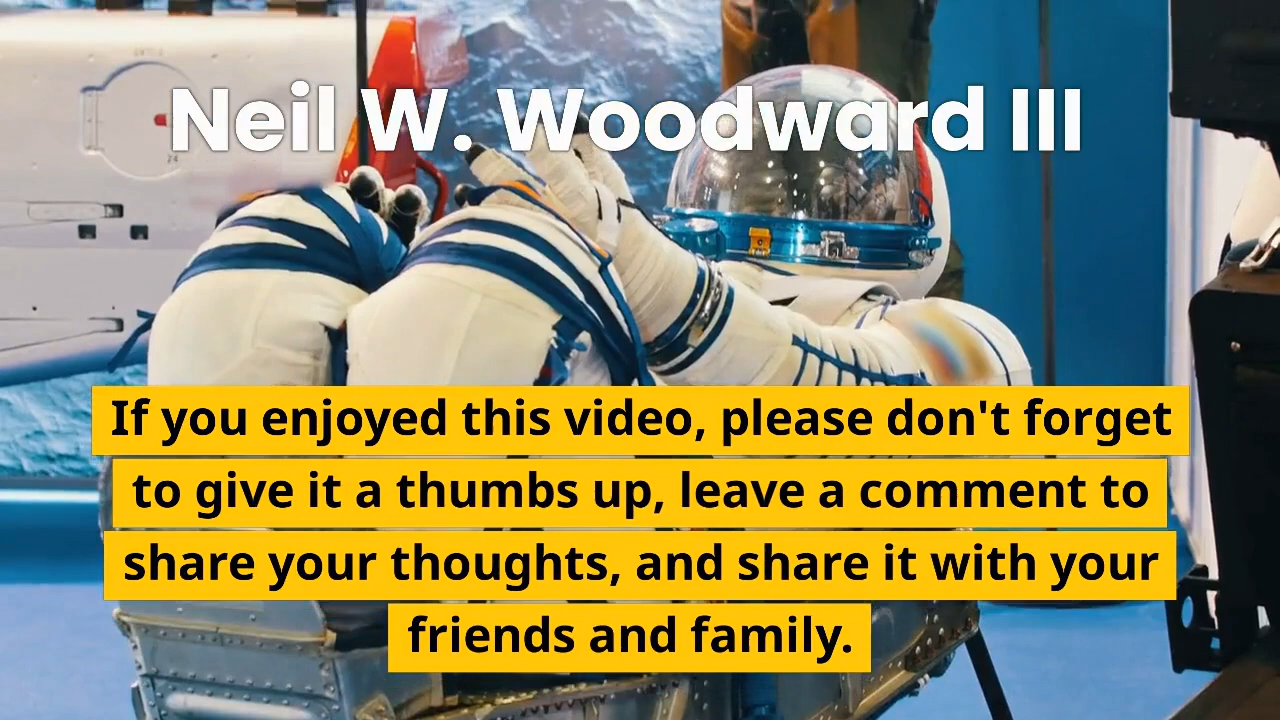 Neil W. Woodward III
If you enjoyed this video, please don't forget
to give it a thumbs up, leave a comment to
share your thoughts, and share it with your
friends and family.